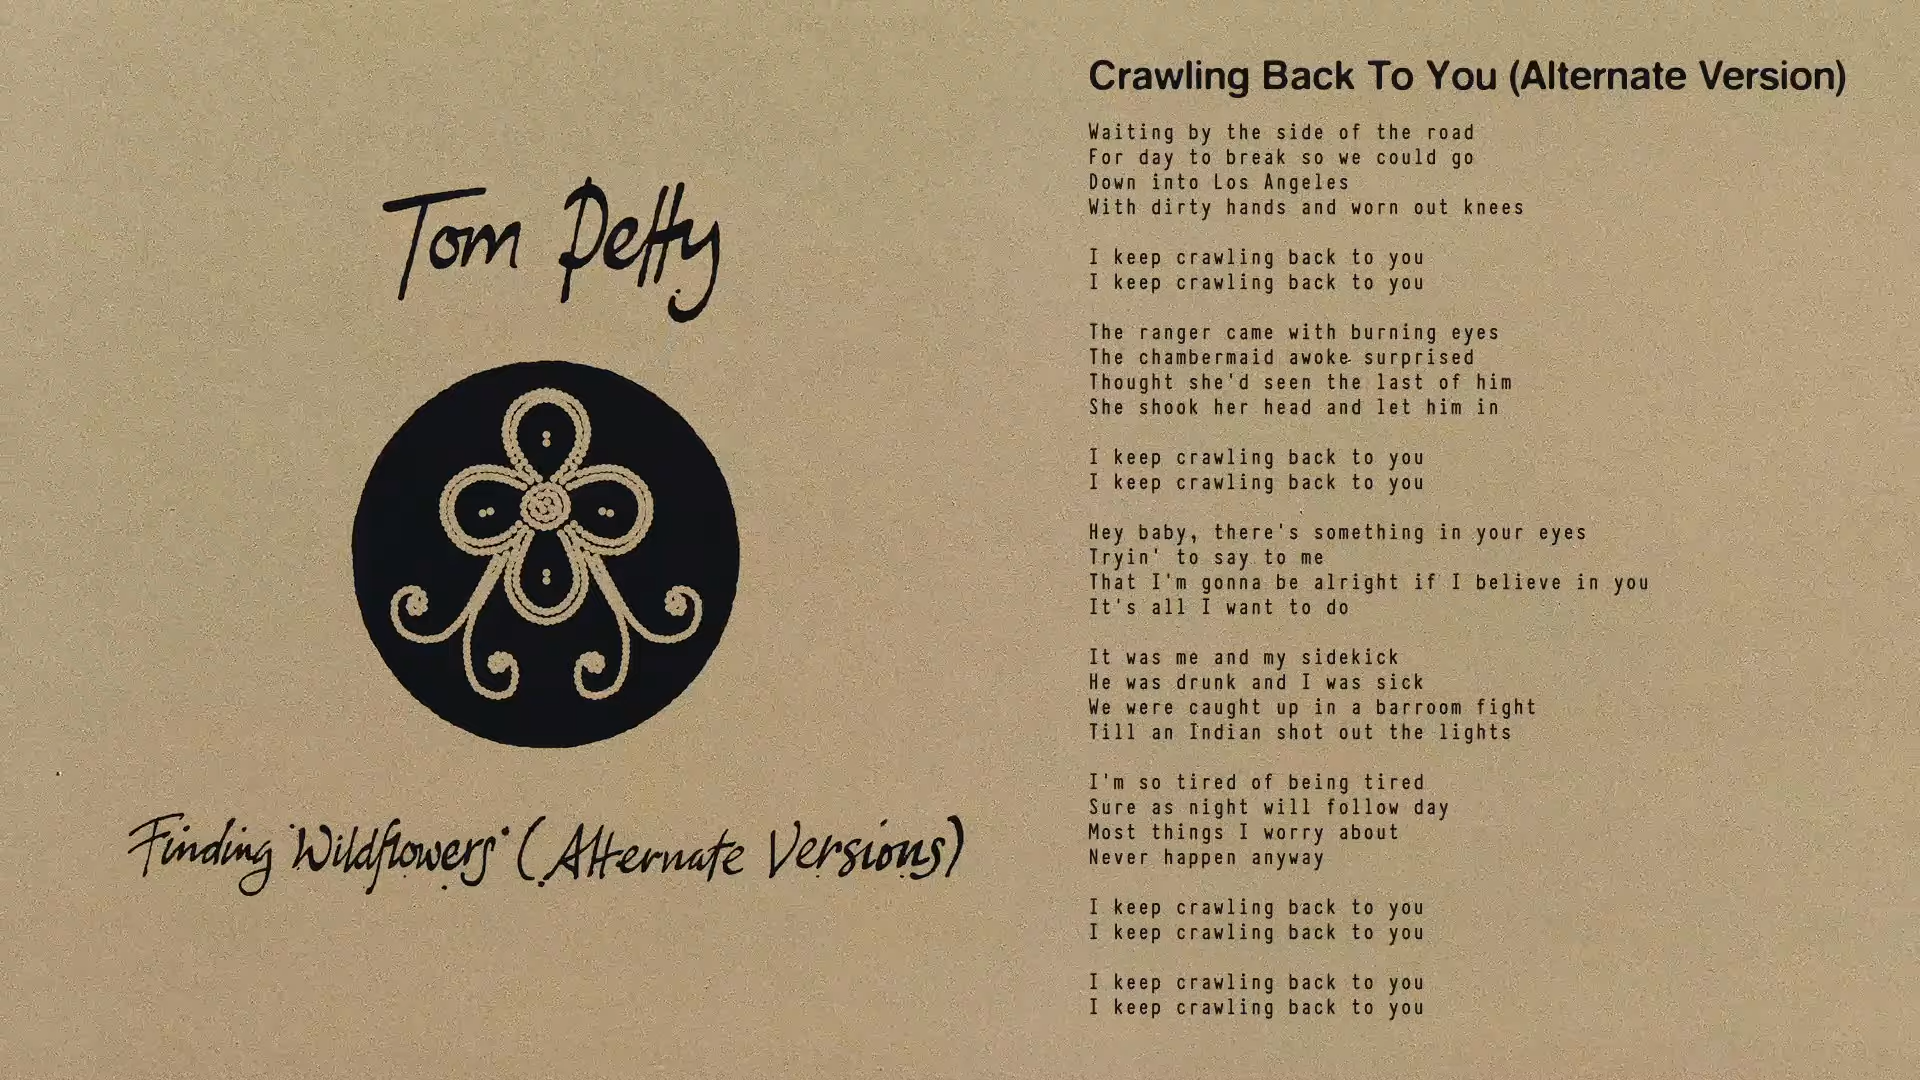 Tom Petty
Finding "Wildflowers" (Alternate Versions)
Crawling Back To You (Alternate Version)
Waiting by the side of the road
For day to break so we could go
Down into Los Angeles
With dirty hands and worn out knees
I keep crawling back to you
I keep crawling back to you
The ranger came with burning eyes
The chambermaid awoke surprised
Thought she'd seen the last of him
She shook her head and let him in
I keep crawling back to you
I keep crawling back to you
Hey baby, there's something in your eyes
Tryin' to say to me
That I'm gonna be alright if I believe in you
It's all I want to do
It was me and my sidekick
He was drunk and I was sick
We were caught up in a barroom fight
Till an Indian shot out the lights
I'm so tired of being tired
Sure as night will follow day
Most things I worry about
Never happen anyway
I keep crawling back to you
I keep crawling back to you
I keep crawling back to you
I keep crawling back to you